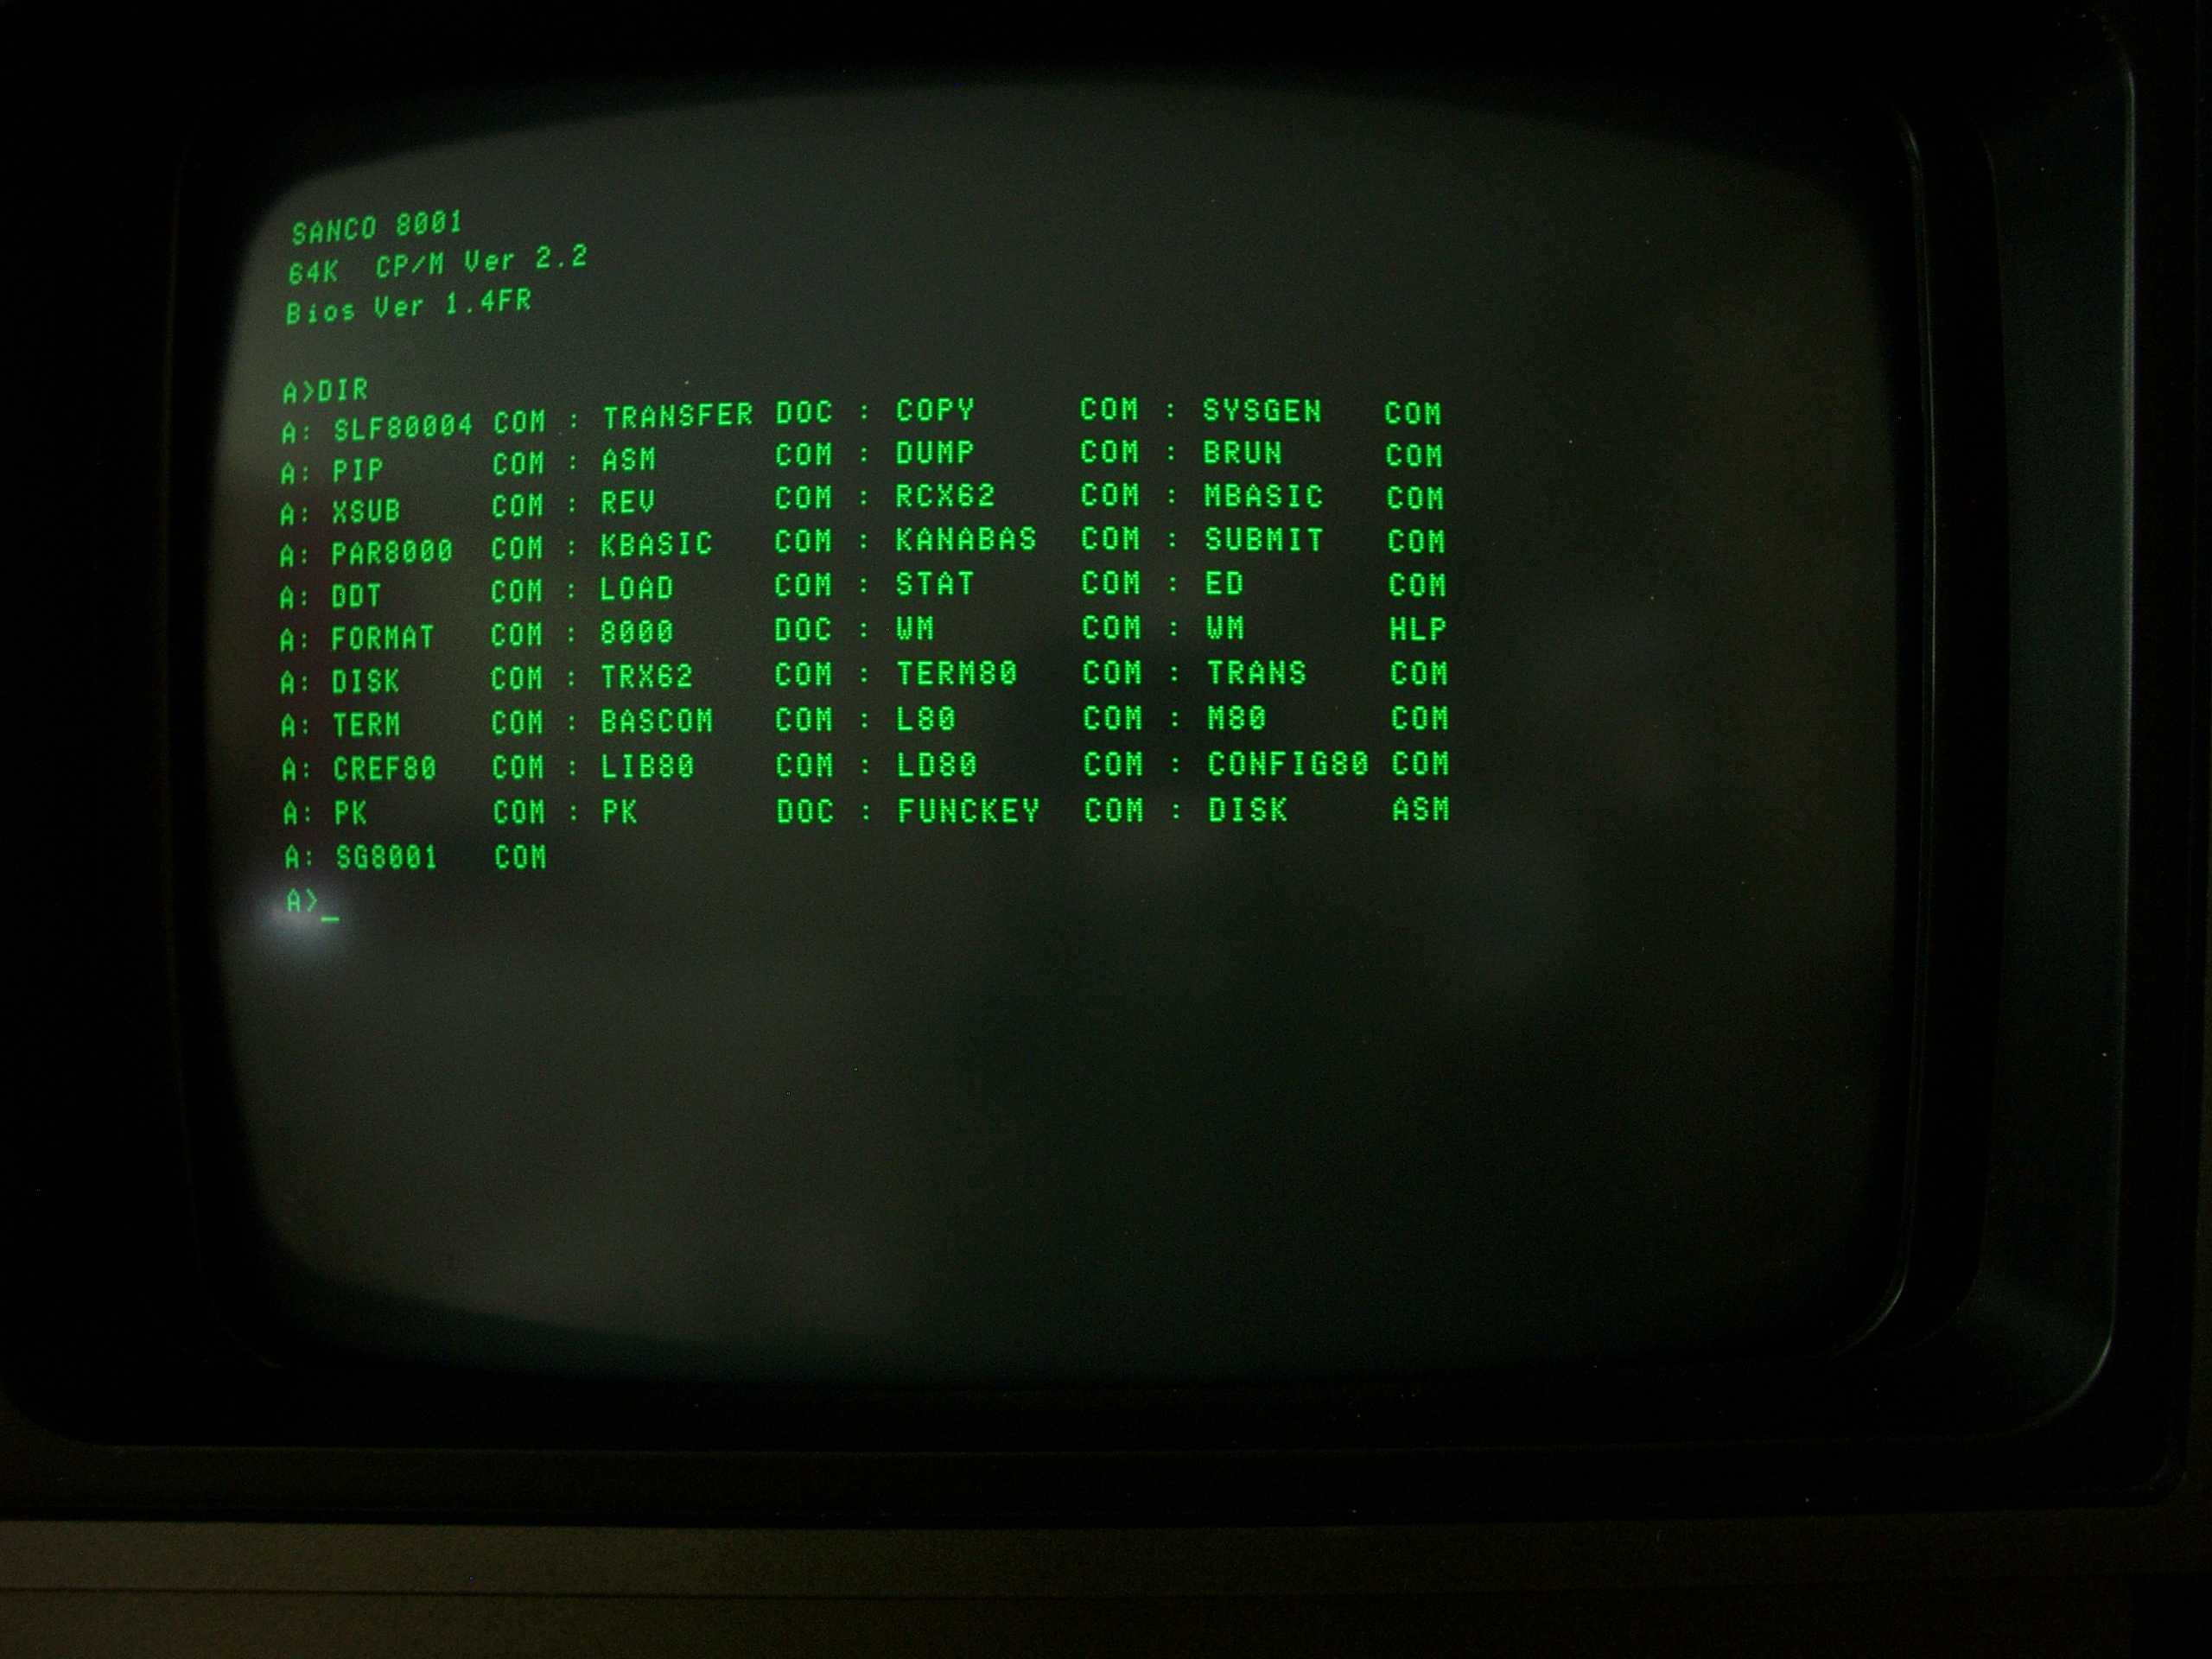 SANCO 8001
64K  CP/M Ver 2.2
Bios Ver 1.4FR
A>DIR
A: SLF80004 COM : TRANSFER DOC : COPY     COM : SYSGEN   COM
A: PIP      COM : ASM      COM : DUMP     COM : BRUN     COM
A: XSUB     COM : REV      COM : RCX62    COM : MBASIC   COM
A: PAR8000  COM : KBASIC   COM : KANABAS  COM : SUBMIT   COM
A: DDT      COM : LOAD     COM : STAT     COM : ED       COM
A: FORMAT   COM : 8000     DOC : WM       COM : WM       HLP
A: DISK     COM : TRX62    COM : TERM80   COM : TRANS    COM
A: TERM     COM : BASCOM   COM : L80      COM : M80      COM
A: CREF80   COM : LIB80    COM : LD80     COM : CONFIG80 COM
A: PK       COM : PK       DOC : FUNCKEY  COM : DISK     ASM
A: SG8001   COM
A>_